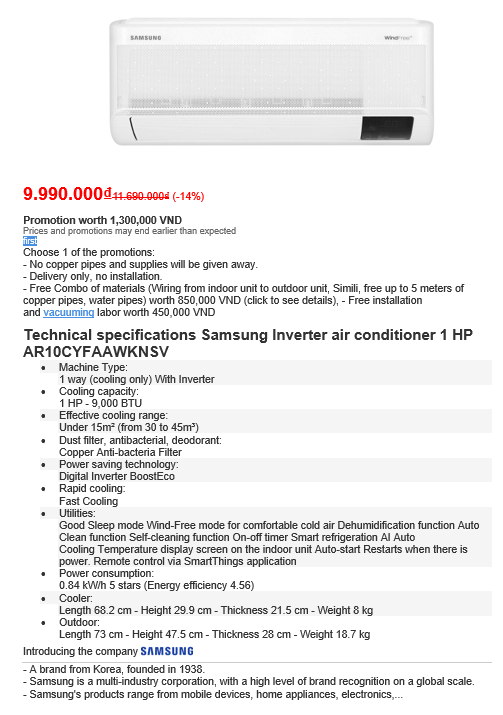 SAMSUNG
WindFree™
9.990.000₫ 11.690.000₫ (-14%)
Promotion worth 1,300,000 VND
Prices and promotions may end earlier than expected
first
Choose 1 of the promotions:
- No copper pipes and supplies will be given away.
- Delivery only, no installation.
- Free Combo of materials (Wiring from indoor unit to outdoor unit, Simili, free up to 5 meters of
copper pipes, water pipes) worth 850,000 VND (click to see details), - Free installation
and vacuuming labor worth 450,000 VND
Technical specifications Samsung Inverter air conditioner 1 HP
AR10CYFAAWKNSV
• Machine Type:
1 way (cooling only) With Inverter
• Cooling capacity:
1 HP - 9,000 BTU
• Effective cooling range:
Under 15m² (from 30 to 45m³)
• Dust filter, antibacterial, deodorant:
Copper Anti-bacteria Filter
• Power saving technology:
Digital Inverter BoostEco
• Rapid cooling:
Fast Cooling
• Utilities:
Good Sleep mode Wind-Free mode for comfortable cold air Dehumidification function Auto
Clean function Self-cleaning function On-off timer Smart refrigeration AI Auto
Cooling Temperature display screen on the indoor unit Auto-start Restarts when there is
power. Remote control via SmartThings application
• Power consumption:
0.84 kW/h 5 stars (Energy efficiency 4.56)
• Cooler:
Length 68.2 cm - Height 29.9 cm - Thickness 21.5 cm - Weight 8 kg
• Outdoor:
Length 73 cm - Height 47.5 cm - Thickness 28 cm - Weight 18.7 kg
Introducing the company SAMSUNG
- A brand from Korea, founded in 1938.
- Samsung is a multi-industry corporation, with a high level of brand recognition on a global scale.
- Samsung's products range from mobile devices, home appliances, electronics,...